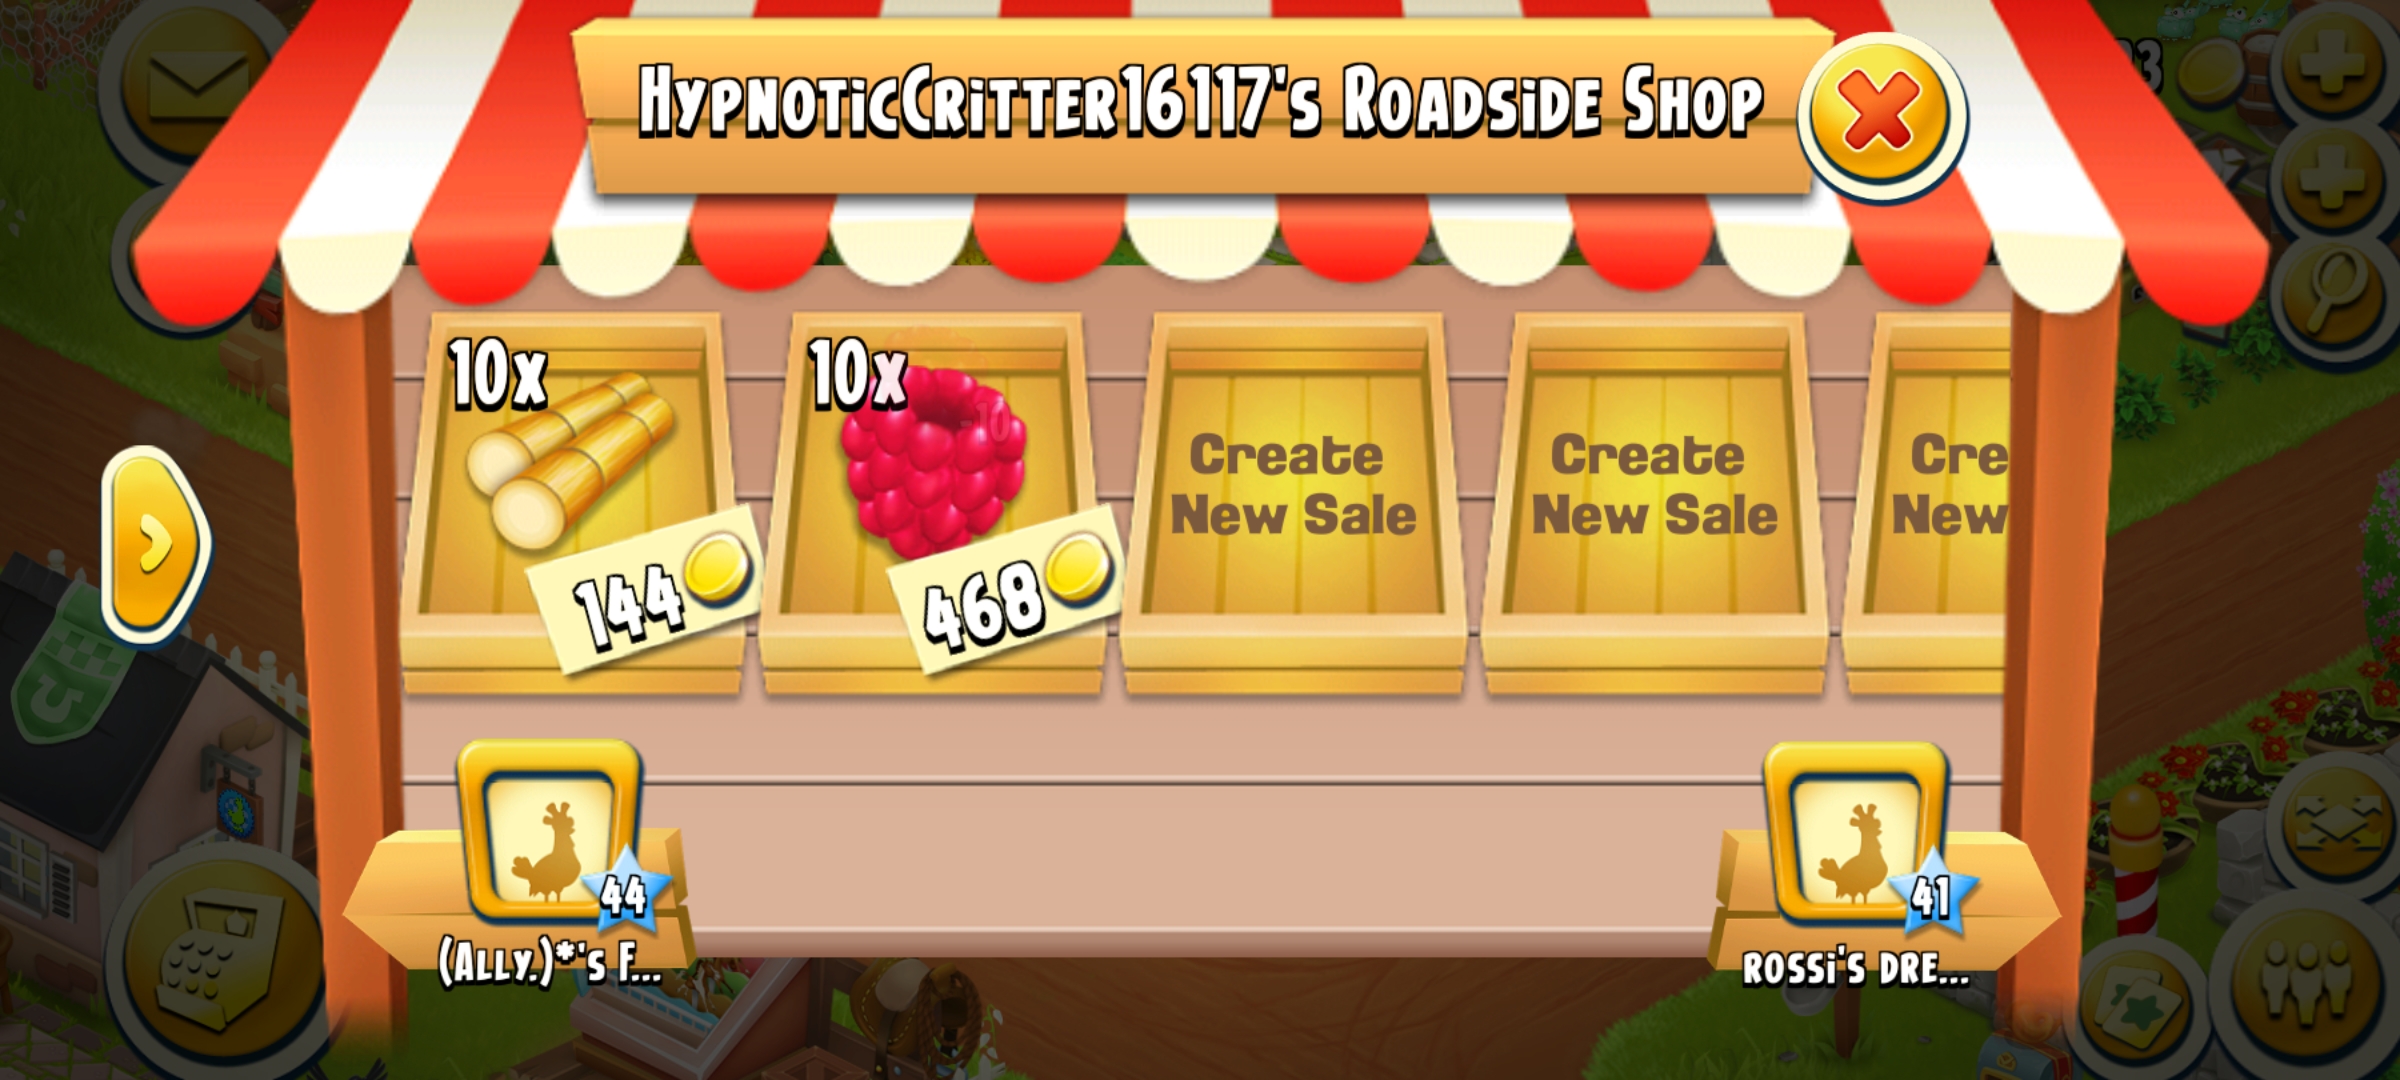 HypnoticCritter16117's Roadside Shop
10x
10x
-10
Create
New Sale
Create
New Sale
Cre
New
144
468
44
41
(Ally.)*'s F...
ROSSi'S DRE...